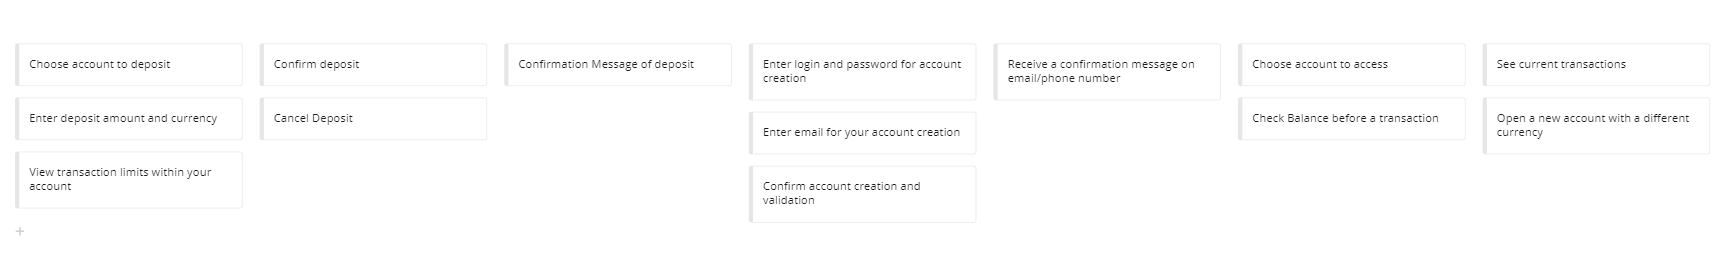 Choose account to deposit
Enter deposit amount and currency
View transaction limits within your
account
+
Confirm deposit
Cancel Deposit
Confirmation Message of deposit
Enter login and password for account
creation
Enter email for your account creation
Confirm account creation and
validation
Receive a confirmation message on
email/phone number
Choose account to access
Check Balance before a transaction
See current transactions
Open a new account with a different
currency